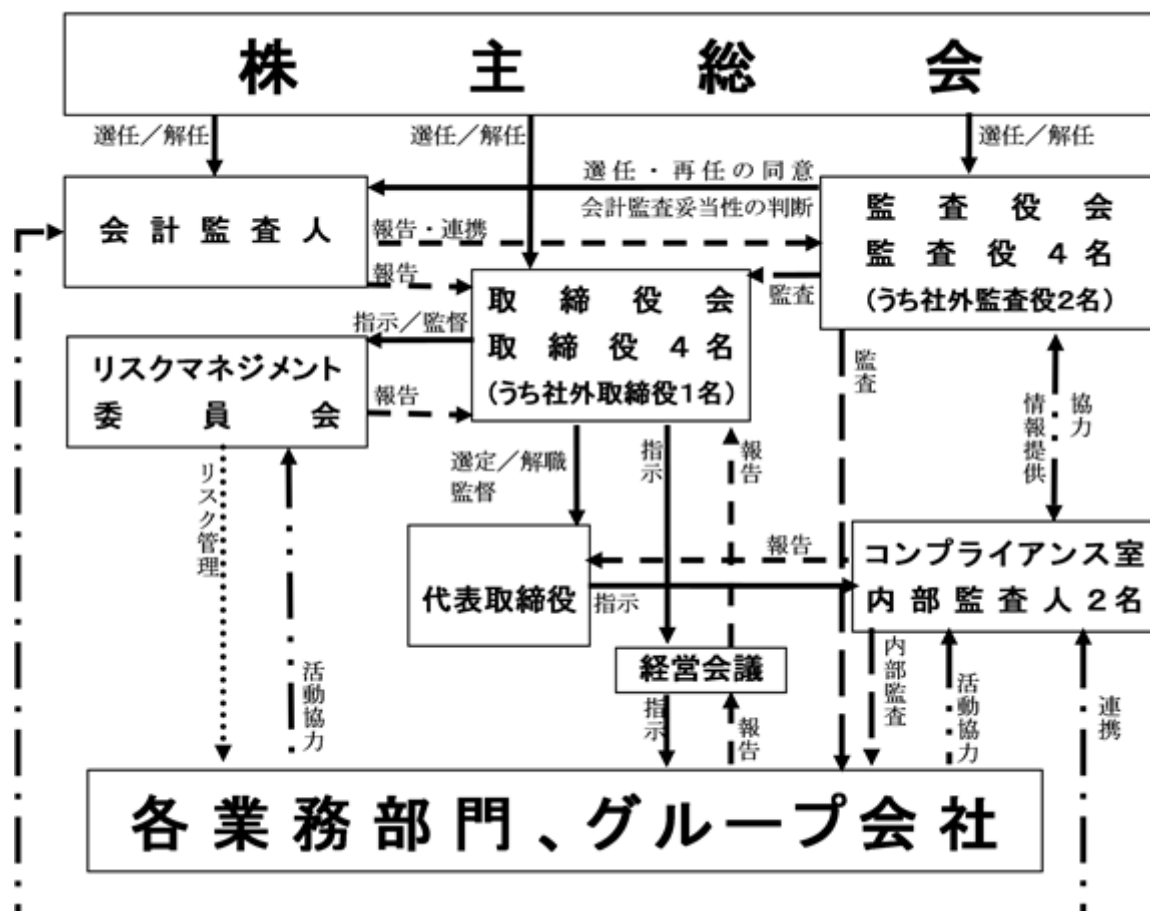 株主総会
選任／解任
選任／解任
選任／解任
選任・再任の同意
会計監査妥当性の判断
会計監査人
報告・連携
報告
監査役会
監査役4名
(うち社外監査役2名)
監査
取締役会
取締役4名
(うち社外取締役1名)
指示／監督
リスクマネジメント
委員会
報告
監査
協力
情報提供
選定／解職
監督
指示
報告
リスク管理
活動協力
代表取締役
報告
指示
コンプライアンス室
内部監査人2名
経営会議
指示
報告
内部監査
活動協力
連携
各業務部門、グループ会社